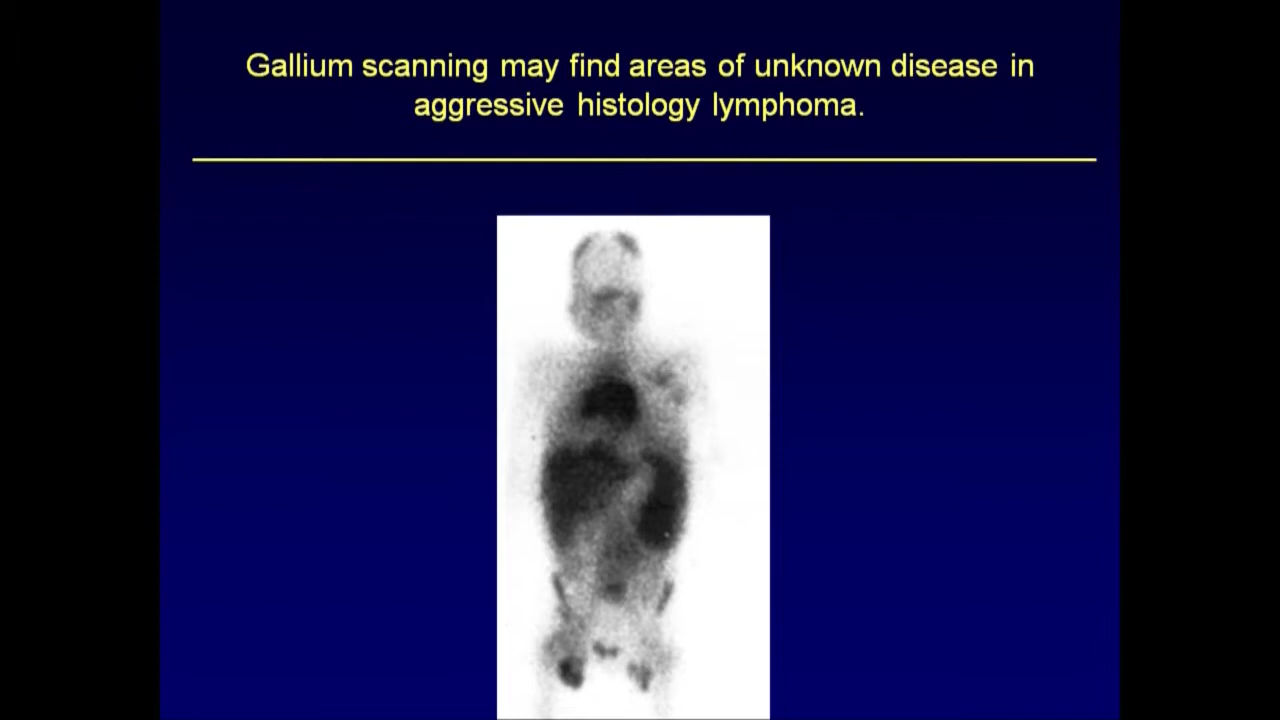 Gallium scanning may find areas of unknown disease in
aggressive histology lymphoma.